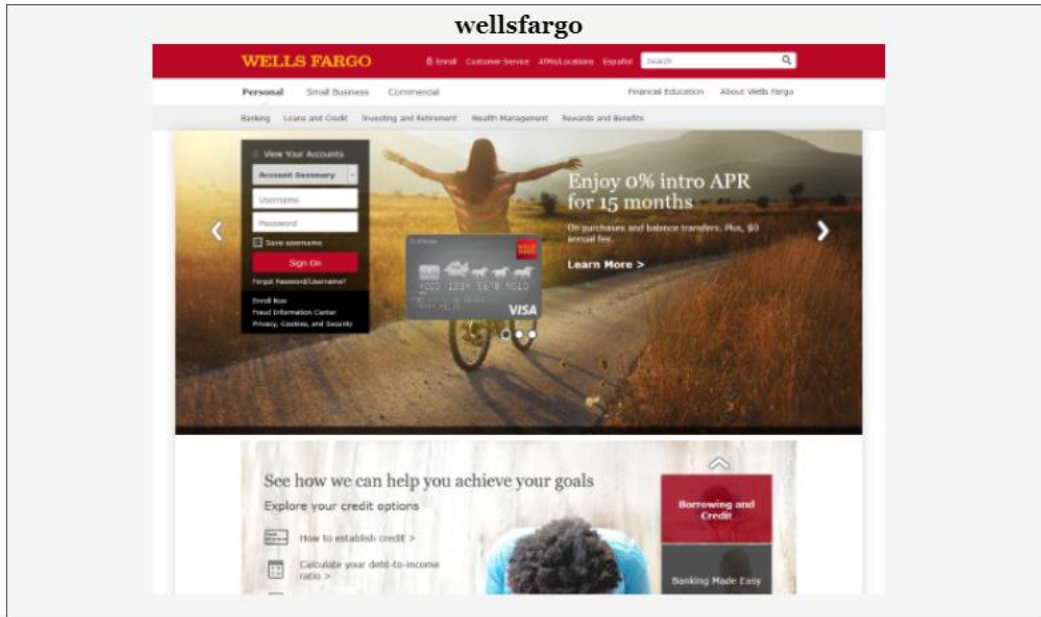 wellsfargo
WELLS FARGO
Enroll Customer Service ATMs/Locations Español Search
Personal Small Business Commercial Financial Education About Wells Fargo
Banking Loans and Credit Investing and Retirement Wealth Management Rewards and Benefits
View Your Accounts
Account Summary
Username
Password
Save username
Sign On
Forgot Password/Username?
Enroll Now
Fraud Information Center
Privacy, Cookies, and Security
WELLS
FARGO
VISA
Enjoy 0% intro APR
for 15 months
On purchases and balance transfers. Plus, $0
annual fee.
Learn More >
See how we can help you achieve your goals
Explore your credit options
How to establish credit >
Calculate your debt-to-income
ratio >
Borrowing and
Credit
Banking Made Easy